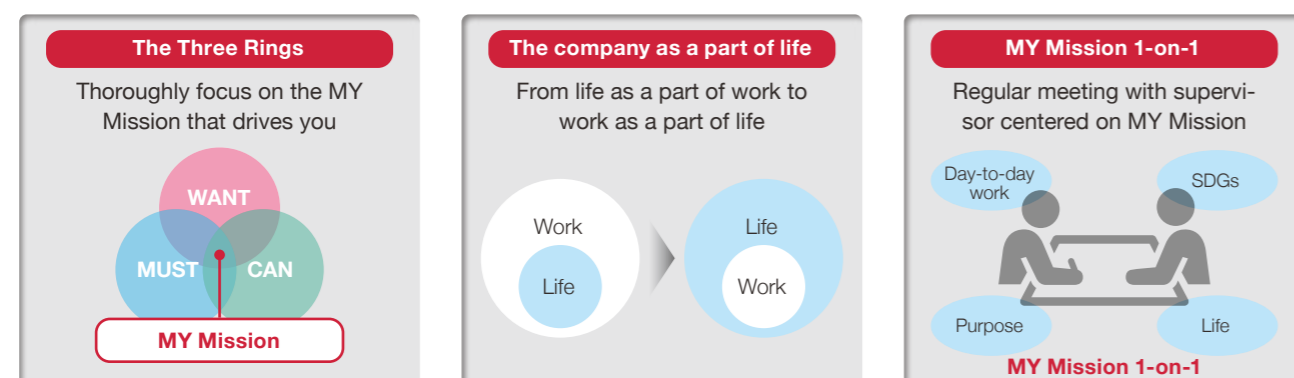 The Three Rings
Thoroughly focus on the MY
Mission that drives you
WANT
MUST
CAN
MY Mission
The company as a part of life
From life as a part of work to
work as a part of life
Work
Life
Life
Work
MY Mission 1-on-1
Regular meeting with supervi-
sor centered on MY Mission
Day-to-day
work
SDGs
Purpose
Life
MY Mission 1-on-1